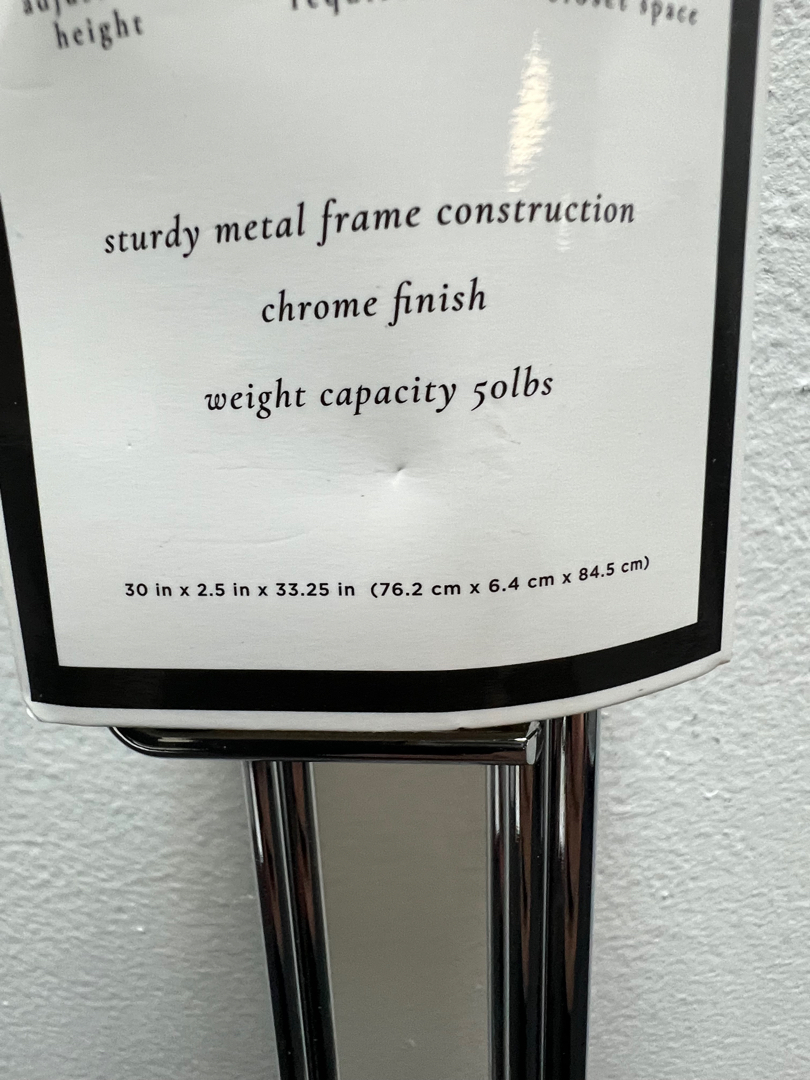 height
space
sturdy metal frame construction
chrome finish
weight capacity 50lbs
30 in x 2.5 in x 33.25 in (76.2 cm x 6.4 cm x 84.5 cm)